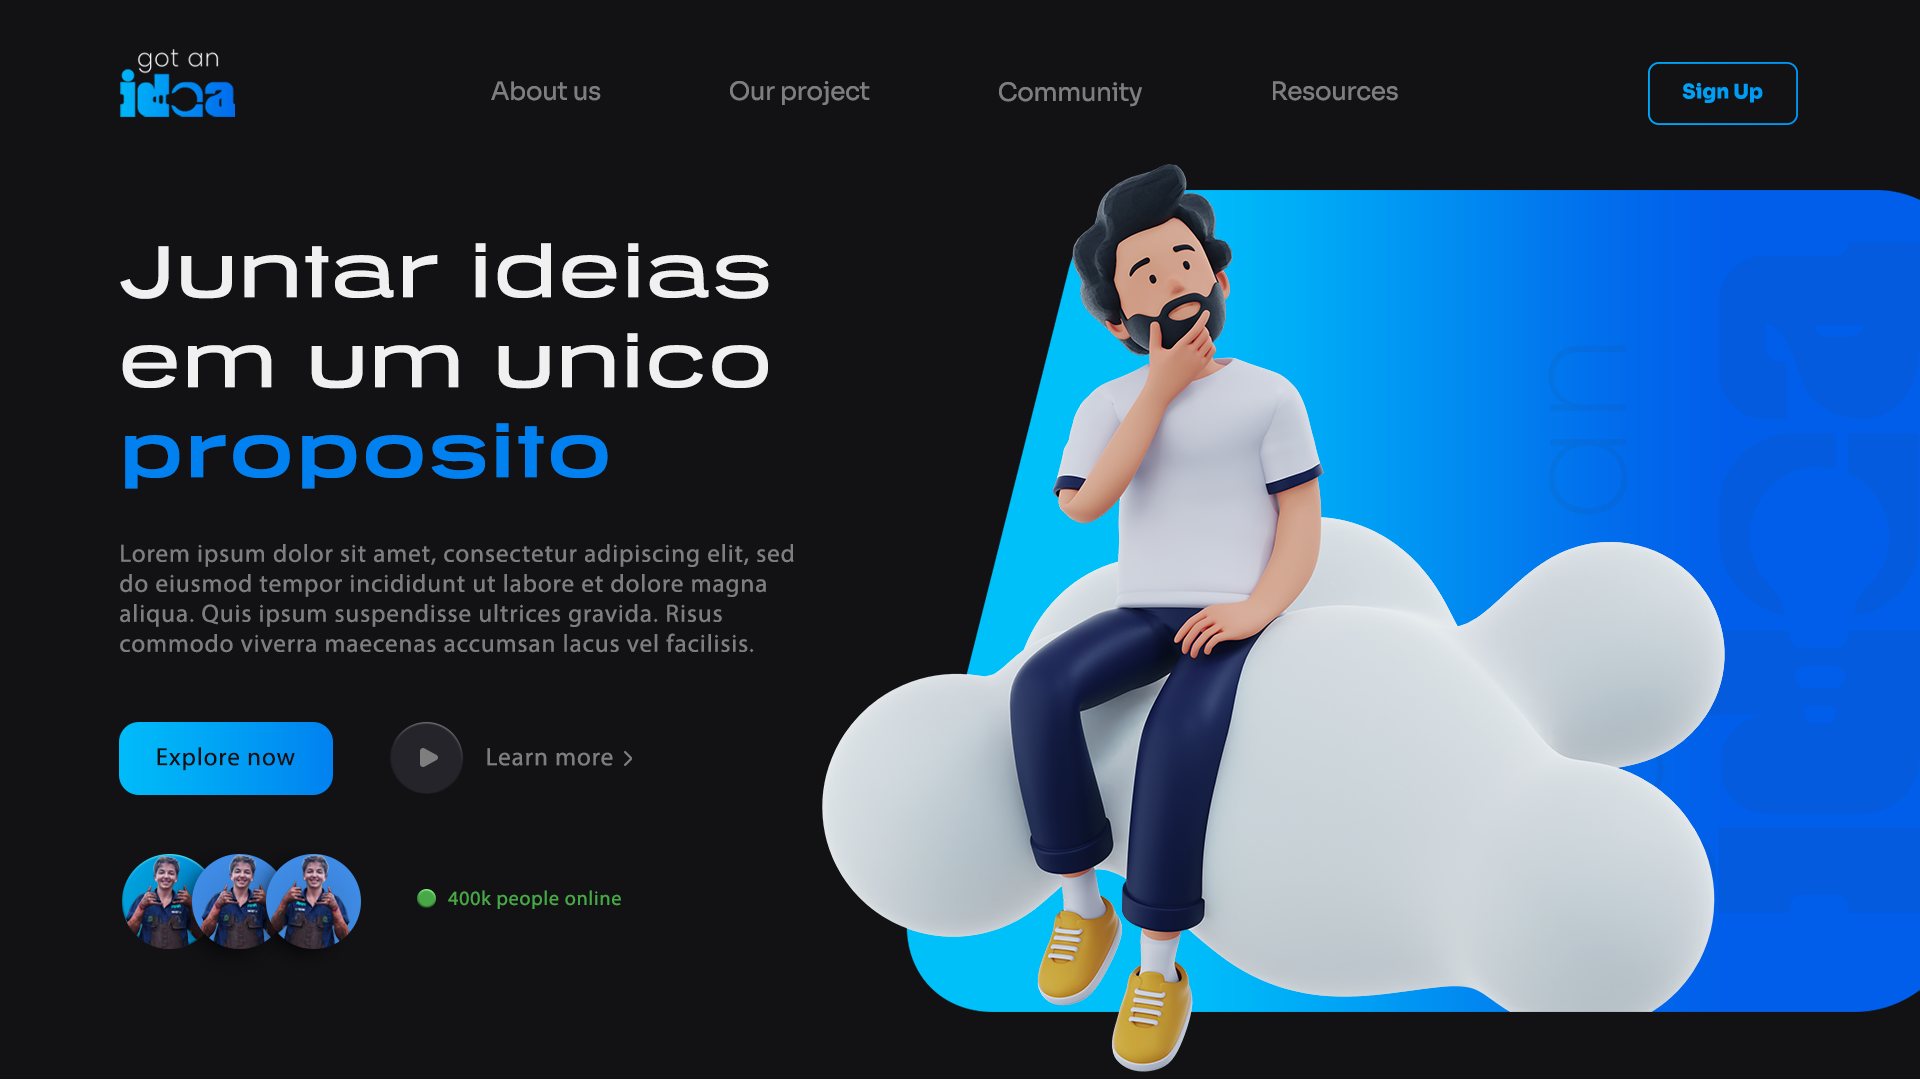 got an
idea
About us
Our project
Community
Resources
Sign Up
Juntar ideias
em um unico
proposito
Lorem ipsum dolor sit amet, consectetur adipiscing elit, sed
do eiusmod tempor incididunt ut labore et dolore magna
aliqua. Quis ipsum suspendisse ultrices gravida. Risus
commodo viverra maecenas accumsan lacus vel facilisis.
Explore now
Learn more >
400k people online
an
idea